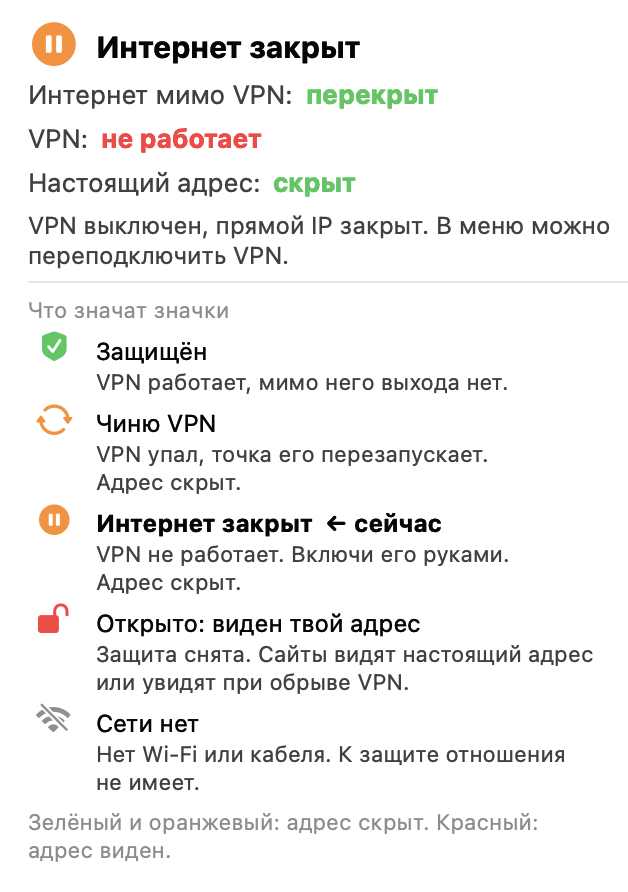 Интернет закрыт
Интернет мимо VPN: перекрыт
VPN: не работает
Настоящий адрес: скрыт
VPN выключен, прямой IP закрыт. В меню можно
переподключить VPN.
Что значат значки
Защищён
VPN работает, мимо него выхода нет.
Чиню VPN
VPN упал, точка его перезапускает.
Адрес скрыт.
Интернет закрыт ← сейчас
VPN не работает. Включи его руками.
Адрес скрыт.
Открыто: виден твой адрес
Защита снята. Сайты видят настоящий адрес
или увидят при обрыве VPN.
Сети нет
Нет Wi-Fi или кабеля. К защите отношения
не имеет.
Зелёный и оранжевый: адрес скрыт. Красный:
адрес виден.